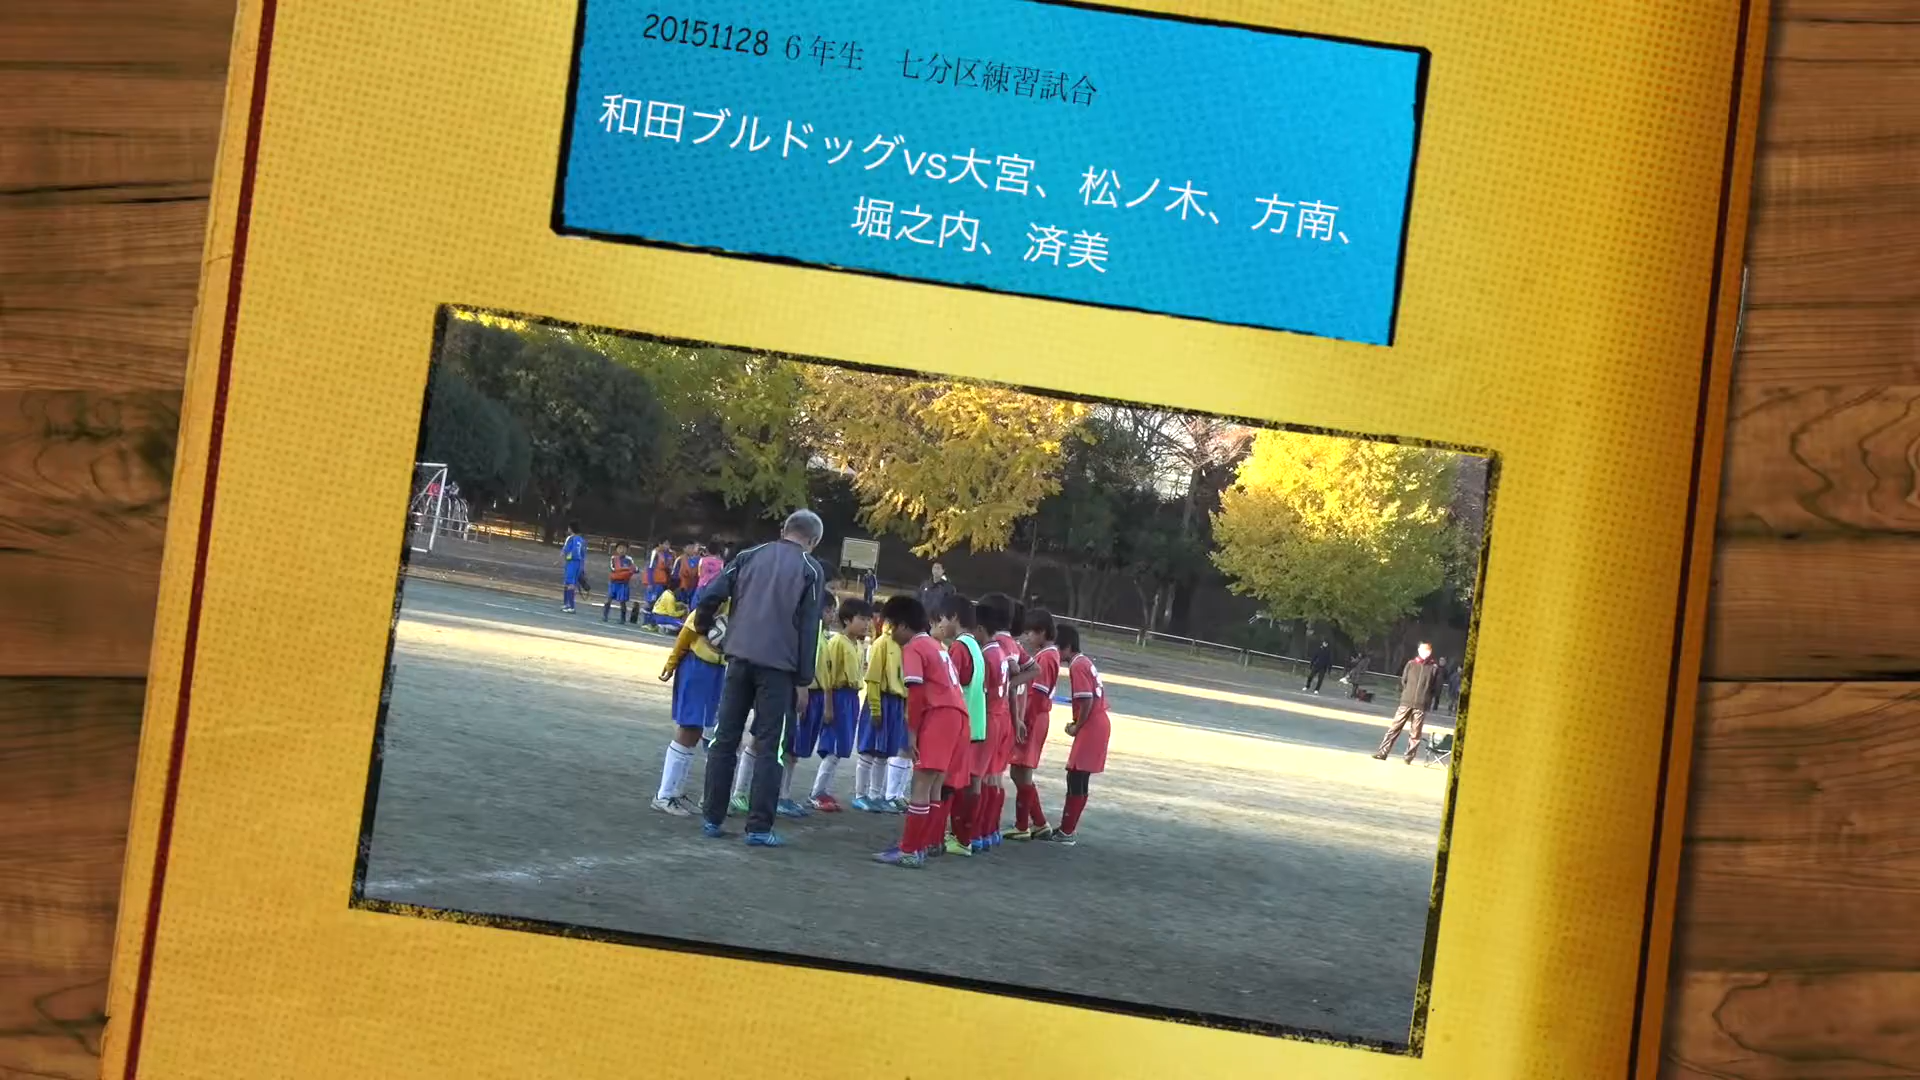 20151128 6年生　七分区練習試合
和田ブルドッグvs大宮、松ノ木、方南、
堀之内、済美